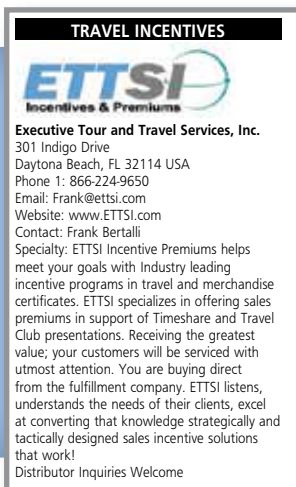 TRAVEL INCENTIVES
ETTSI
Incentives & Premiums
Executive Tour and Travel Services, Inc.
301 Indigo Drive
Daytona Beach, FL 32114 USA
Phone 1: 866-224-9650
Email: Frank@ettsi.com
Website: www.ETTSI.com
Contact: Frank Bertalli
Specialty: ETTSI Incentive Premiums helps
meet your goals with Industry leading
incentive programs in travel and merchandise
certificates. ETTSI specializes in offering sales
premiums in support of Timeshare and Travel
Club presentations. Receiving the greatest
value; your customers will be serviced with
utmost attention. You are buying direct
from the fulfillment company. ETTSI listens,
understands the needs of their clients, excel
at converting that knowledge strategically and
tactically designed sales incentive solutions
that work!
Distributor Inquiries Welcome